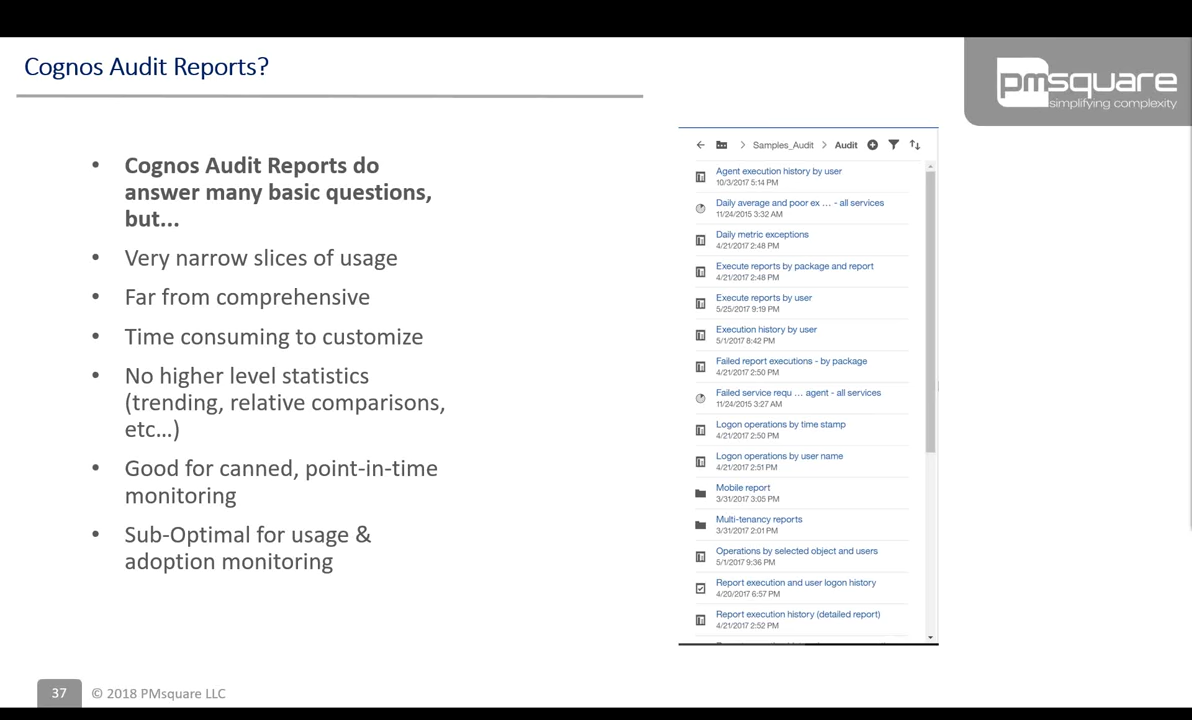 Cognos Audit Reports?
pmsquare
simplifying complexity
• Cognos Audit Reports do
answer many basic questions,
but...
• Very narrow slices of usage
• Far from comprehensive
• Time consuming to customize
• No higher level statistics
(trending, relative comparisons,
etc...)
• Good for canned, point-in-time
monitoring
• Sub-Optimal for usage &
adoption monitoring
Samples_Audit > Audit
Agent execution history by user
10/3/2017 5:14 PM
Daily average and poor ex ... - all services
11/24/2015 3:32 AM
Daily metric exceptions
4/21/2017 2:48 PM
Execute reports by package and report
4/21/2017 2:48 PM
Execute reports by user
5/25/2017 9:19 PM
Execution history by user
5/1/2017 8:42 PM
Failed report executions - by package
4/21/2017 2:50 PM
Failed service requ ... agent - all services
11/24/2015 3:27 AM
Logon operations by time stamp
4/21/2017 2:50 PM
Logon operations by user name
4/21/2017 2:51 PM
Mobile report
3/31/2017 3:05 PM
Multi-tenancy reports
3/31/2017 2:01 PM
Operations by selected object and users
5/1/2017 9:36 PM
Report execution and user logon history
4/20/2017 6:57 PM
Report execution history (detailed report)
4/21/2017 2:52 PM
37
© 2018 PMsquare LLC